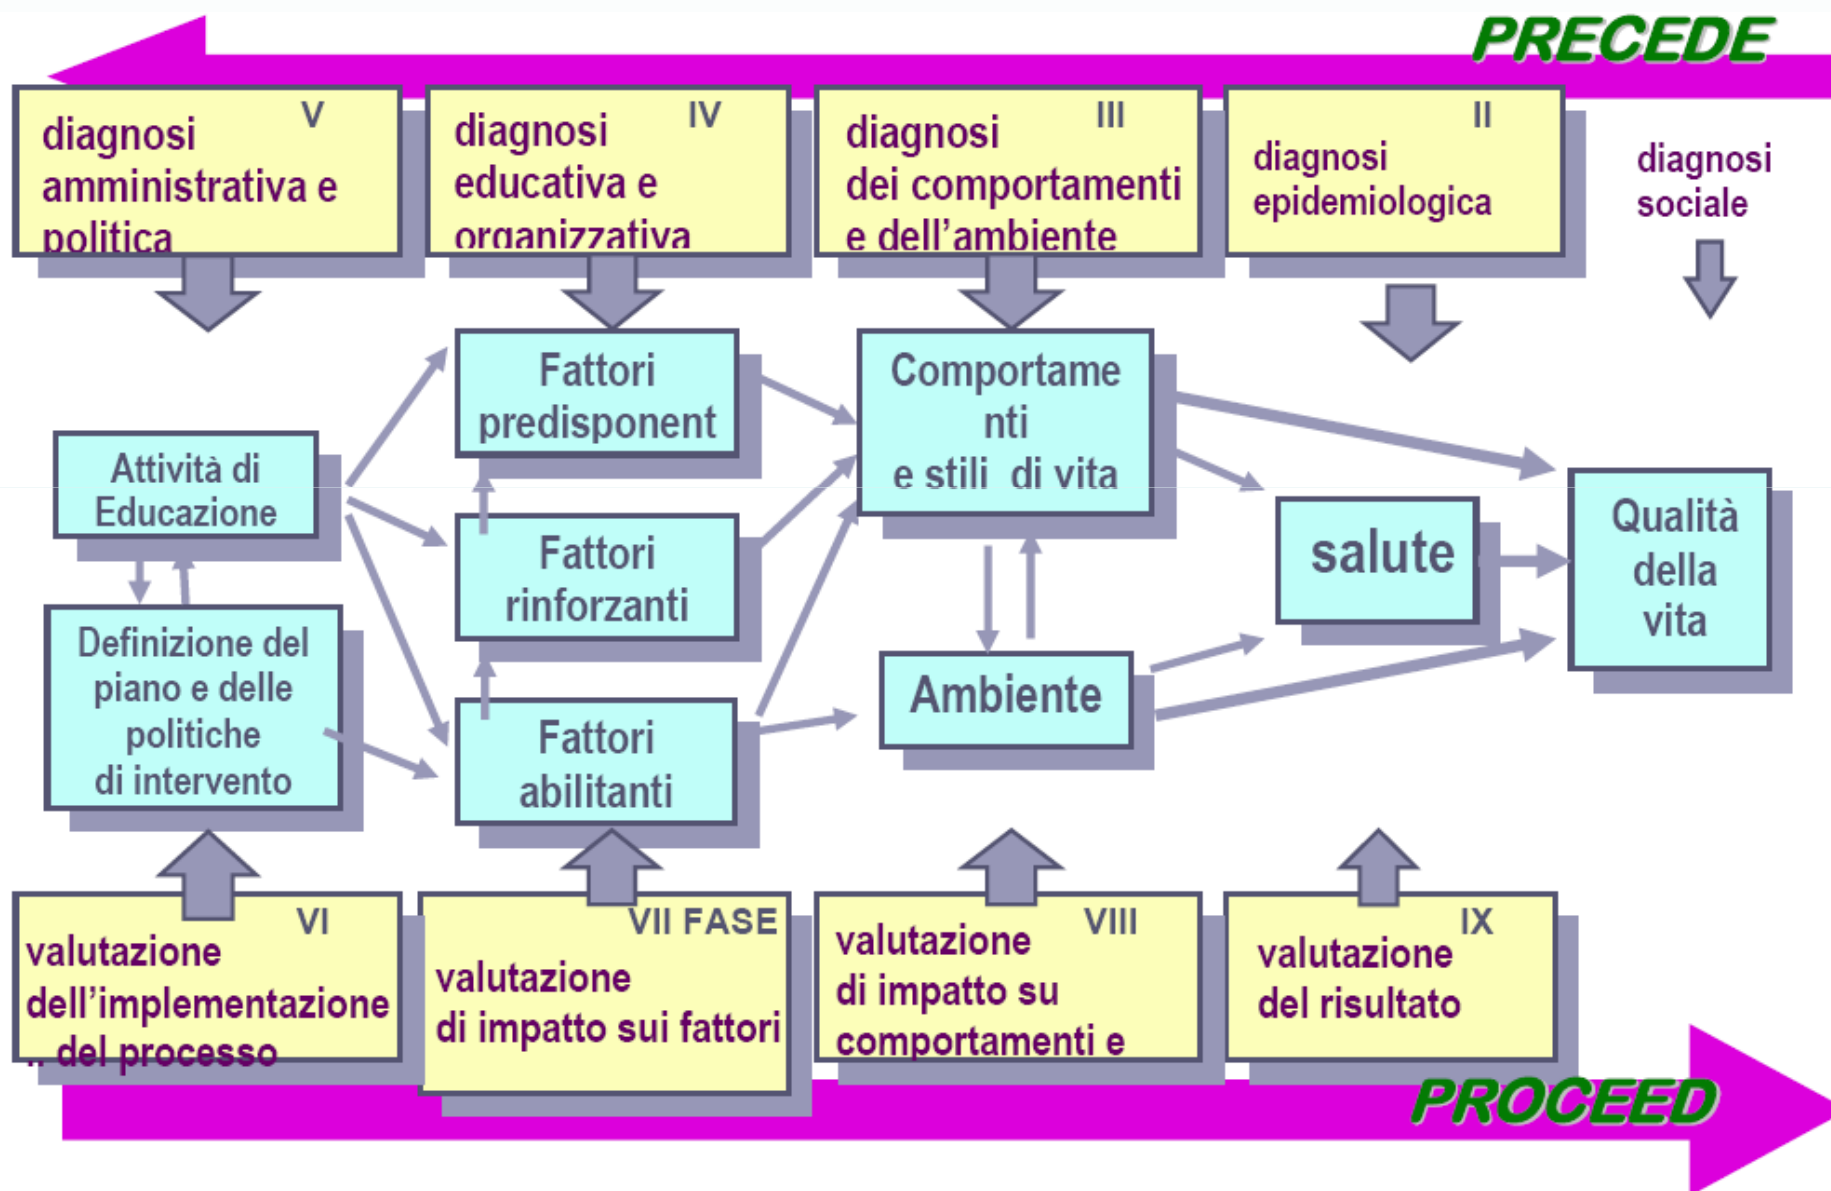 PRECEDE
V
diagnosi
amministrativa e
politica
IV
diagnosi
educativa e
organizzativa
III
diagnosi
dei comportamenti
e dell'ambiente
II
diagnosi
epidemiologica
diagnosi
sociale
Attività di
Educazione
Definizione del
piano e delle
politiche
di intervento
Fattori
predisponent
Fattori
rinforzanti
Fattori
abilitanti
Comportame
nti
e stili di vita
Ambiente
salute
Qualità
della
vita
VI
valutazione
dell'implementazione
.. del processo
VII FASE
valutazione
di impatto sui fattori
VIII
valutazione
di impatto su
comportamenti e
IX
valutazione
del risultato
PROCEED